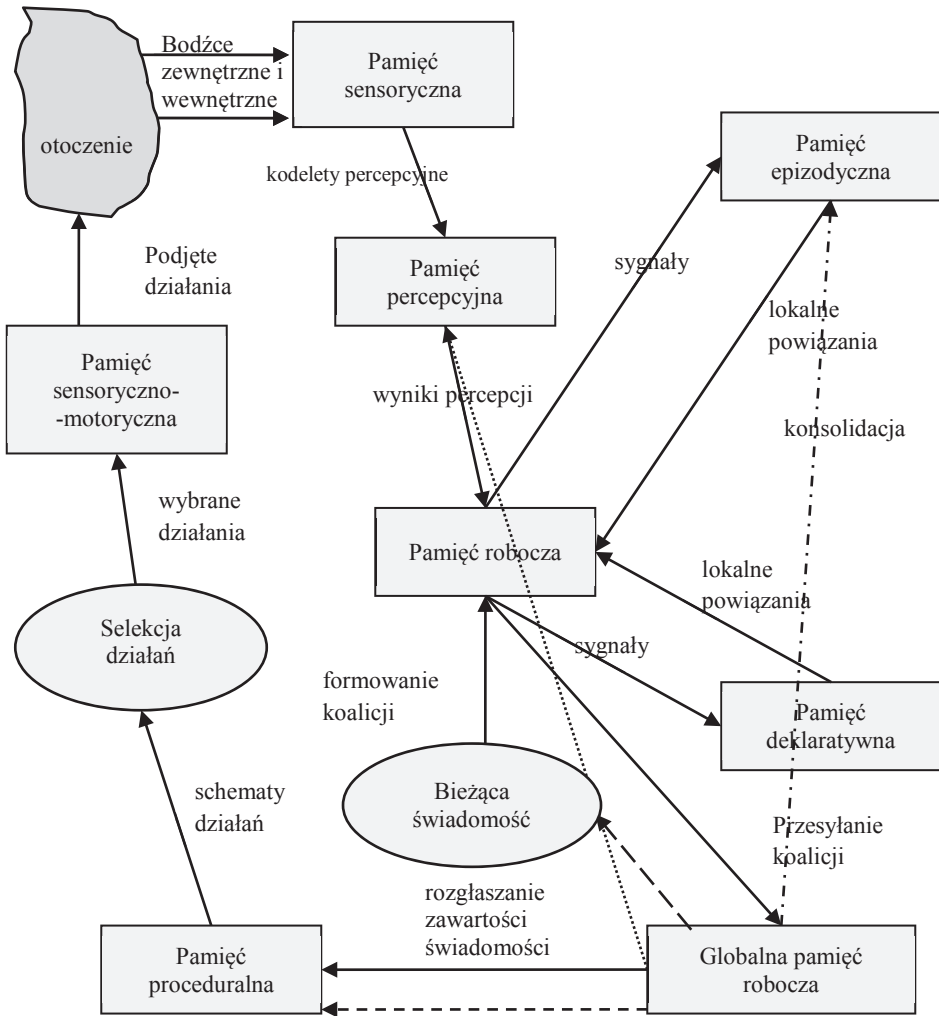 Bodźce
zewnętrzne i
wewnętrzne
Pamięć
sensoryczna
otoczenie
kodelety percepcyjne
Pamięć
epizodyczna
Podjęte
działania
Pamięć
percepcyjna
sygnały
lokalne
powiązania
Pamięć
sensoryczno-
-motoryczna
wyniki percepcji
konsolidacja
wybrane
działania
Pamięć robocza
lokalne
powiązania
Selekcja
działań
sygnały
formowanie
koalicji
Pamięć
deklaratywna
schematy
działań
Bieżąca
świadomość
Przesyłanie
koalicji
rozgłaszanie
zawartości
świadomości
Pamięć
proceduralna
Globalna pamięć
robocza